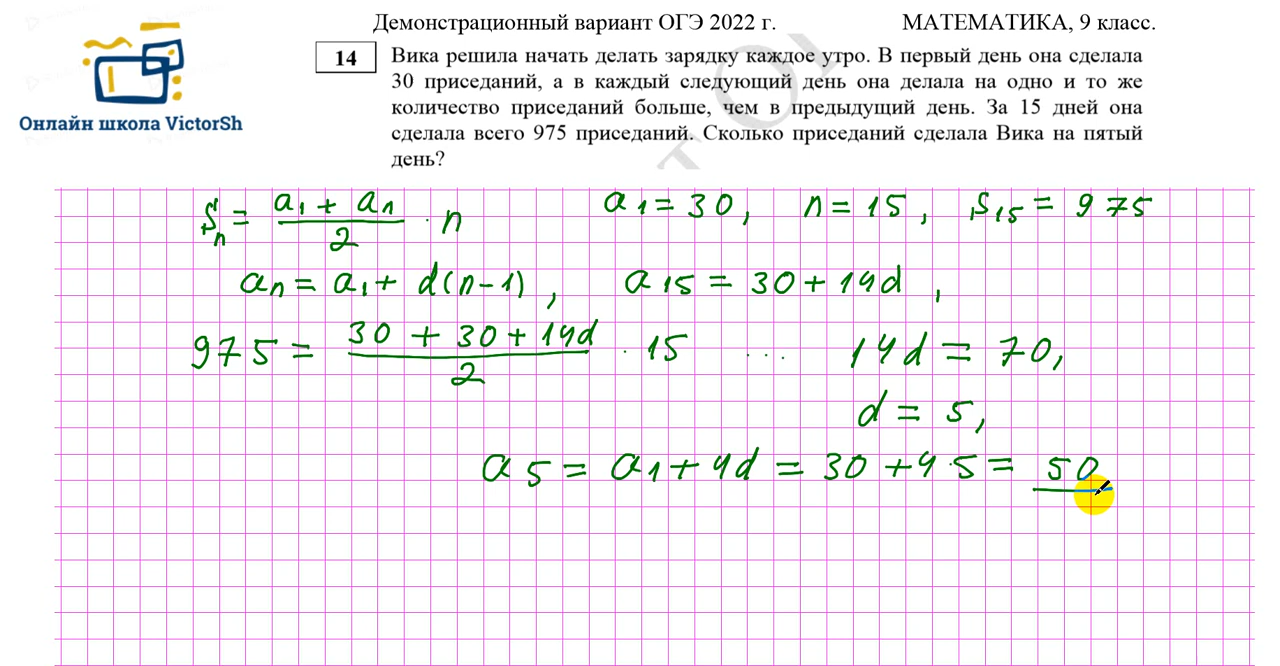 Демонстрационный вариант ОГЭ 2022 г. МАТЕМАТИКА, 9 класс.
Онлайн школа VictorSh
14 Вика решила начать делать зарядку каждое утро. В первый день она сделала
30 приседаний, а в каждый следующий день она делала на одно и то же
количество приседаний больше, чем в предыдущий день. За 15 дней она
сделала всего 975 приседаний. Сколько приседаний сделала Вика на пятый
день?
Sₙ = (a₁ + aₙ)/2 · n a₁ = 30, n = 15, S₁₅ = 975
aₙ = a₁ + d(n-1), a₁₅ = 30 + 14d,
975 = (30 + 30 + 14d)/2 · 15 ... 14d = 70,
d = 5,
a₅ = a₁ + 4d = 30 + 4·5 = 50